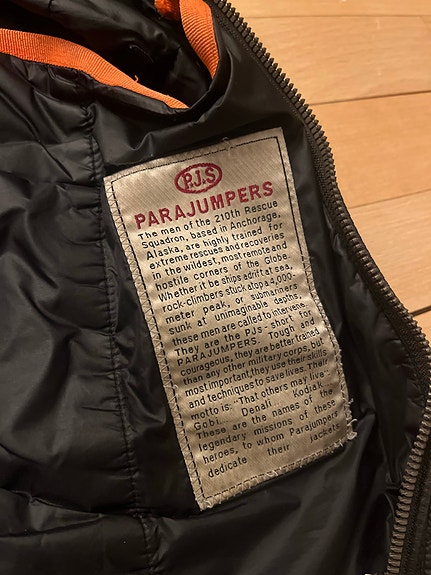 P.J.S
PARAJUMPERS
The men of the 210th Rescue
Squadron, based in Anchorage,
Alaska, are highly trained for
extreme rescues and recoveries
in the wildest, most remote and
hostile corners of the Globe.
Whether it be ships adrift at sea,
rock-climbers stuck atop a 4,000-
meter peak, or submariners
sunk at unimaginable depths,
these men are called to intervene.
They are the PJs - short for
PARAJUMPERS. Tough and
courageous, they are better trained
than any other military corps, but
most important, they use their skills
and techniques to save lives. Their
motto is: "That others may live"
Gobi... Denali... Kodiak...
These are the names of the
legendary missions of these
heroes, to whom Parajumpers
dedicate their jackets